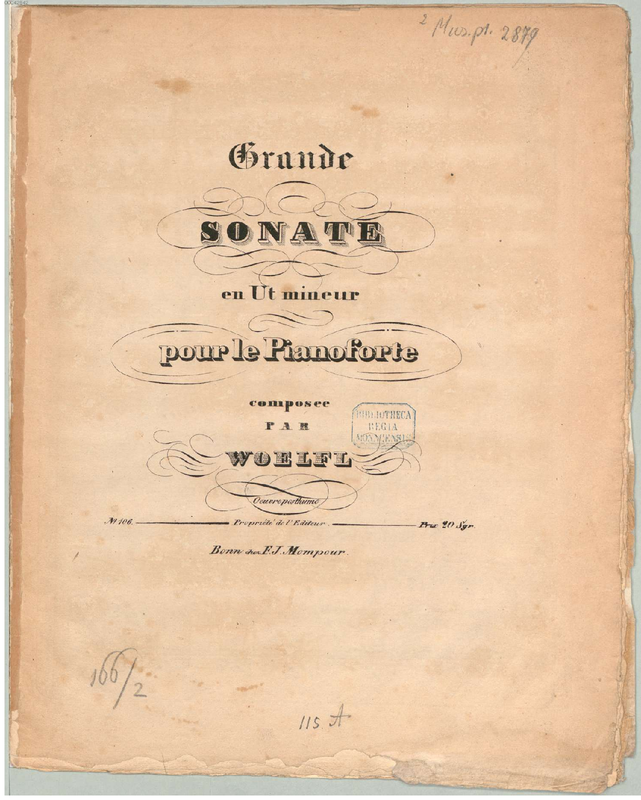 2 Mus.pr. 2879
Grande
SONATE
en Ut mineur
pour le Pianoforte
composee
PAR
BIBLIOTHECA
REGIA
MONACENSIS
WOELFL
Oeuvre posthume
No. 106. Propriété de l'Editeur. Prix 20 Sgr.
Bonn chez F. J. Mompour.
166/2
115 A